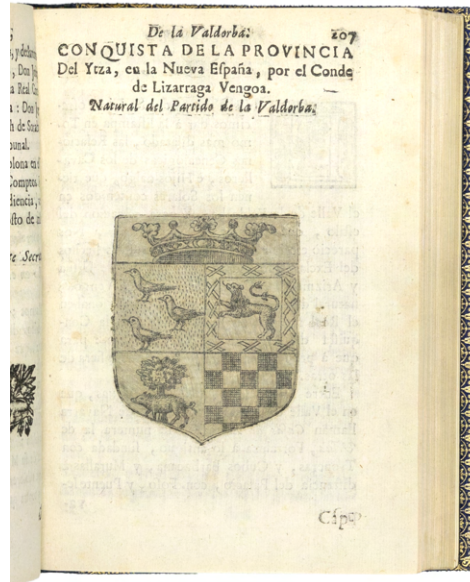 De la Valdorba. 207
CONQUISTA DE LA PROVINCIA
Del Ytza, en la Nueva España, por el Conde
de Lizarraga Vengoa.
Natural del Partido de la Valdorba.
Cap.